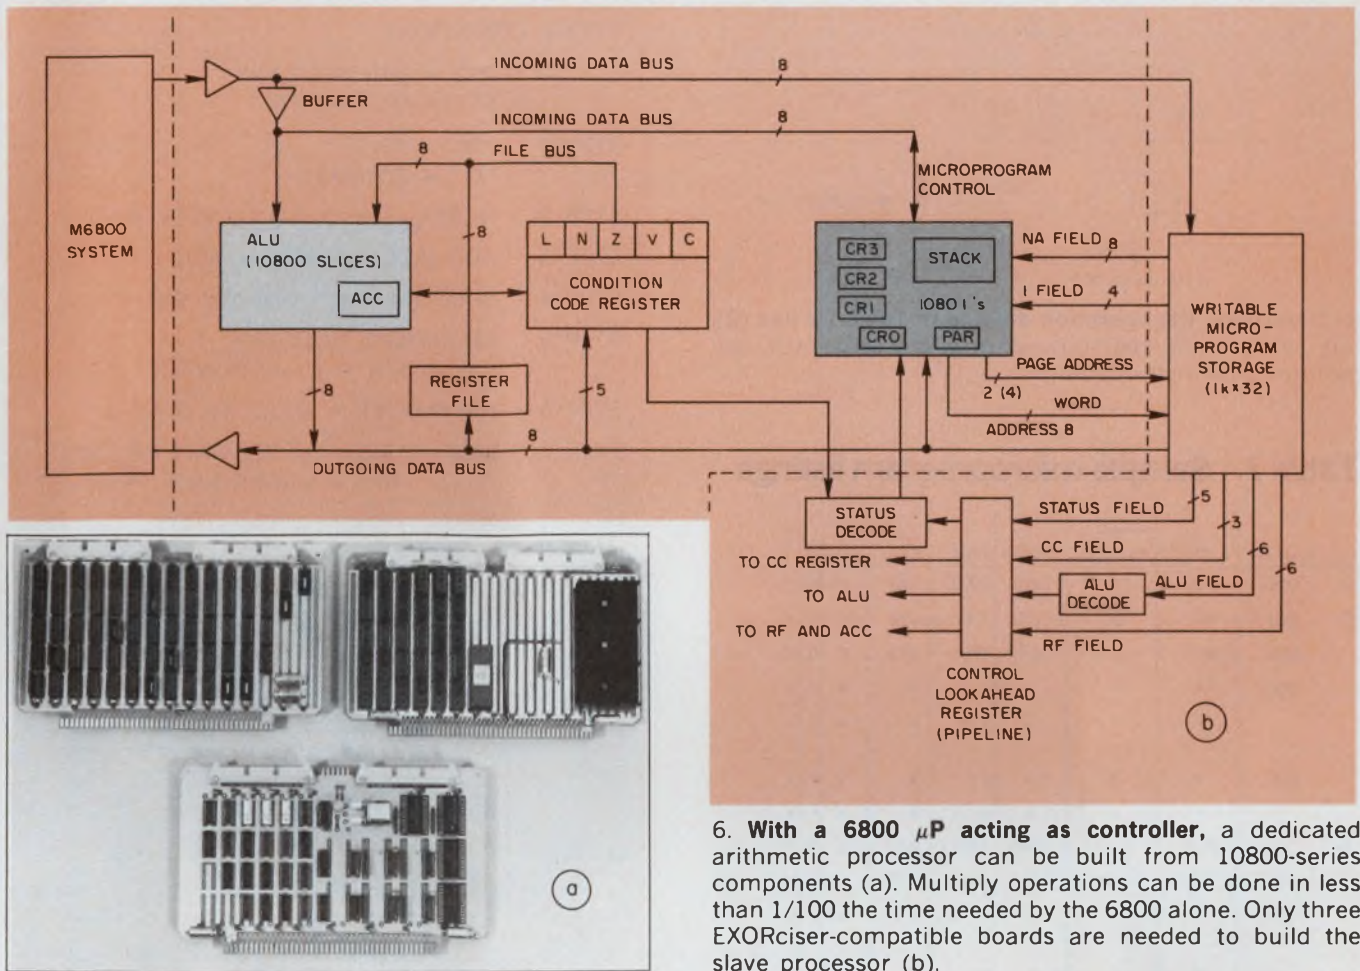 INCOMING DATA BUS
8
BUFFER
INCOMING DATA BUS
8
8
FILE BUS
MICROPROGRAM
CONTROL
M6800
SYSTEM
ALU
(10800 SLICES)
ACC
8
L N Z V C
CONDITION
CODE REGISTER
CR3
CR2
CR1
CR0
STACK
10801's
PAR
NA FIELD 8
I FIELD 4
WRITABLE
MICRO-
PROGRAM
STORAGE
(1k×32)
PAGE ADDRESS
2 (4)
WORD
ADDRESS 8
8
REGISTER
FILE
5
8
OUTGOING DATA BUS
STATUS
DECODE
STATUS FIELD
5
3
CC FIELD
6
6
TO CC REGISTER
TO ALU
ALU
DECODE
ALU FIELD
TO RF AND ACC
RF FIELD
CONTROL
LOOKAHEAD
REGISTER
(PIPELINE)
b
a
6. With a 6800 μP acting as controller, a dedicated
arithmetic processor can be built from 10800-series
components (a). Multiply operations can be done in less
than 1/100 the time needed by the 6800 alone. Only three
EXORciser-compatible boards are needed to build the
slave processor (b).